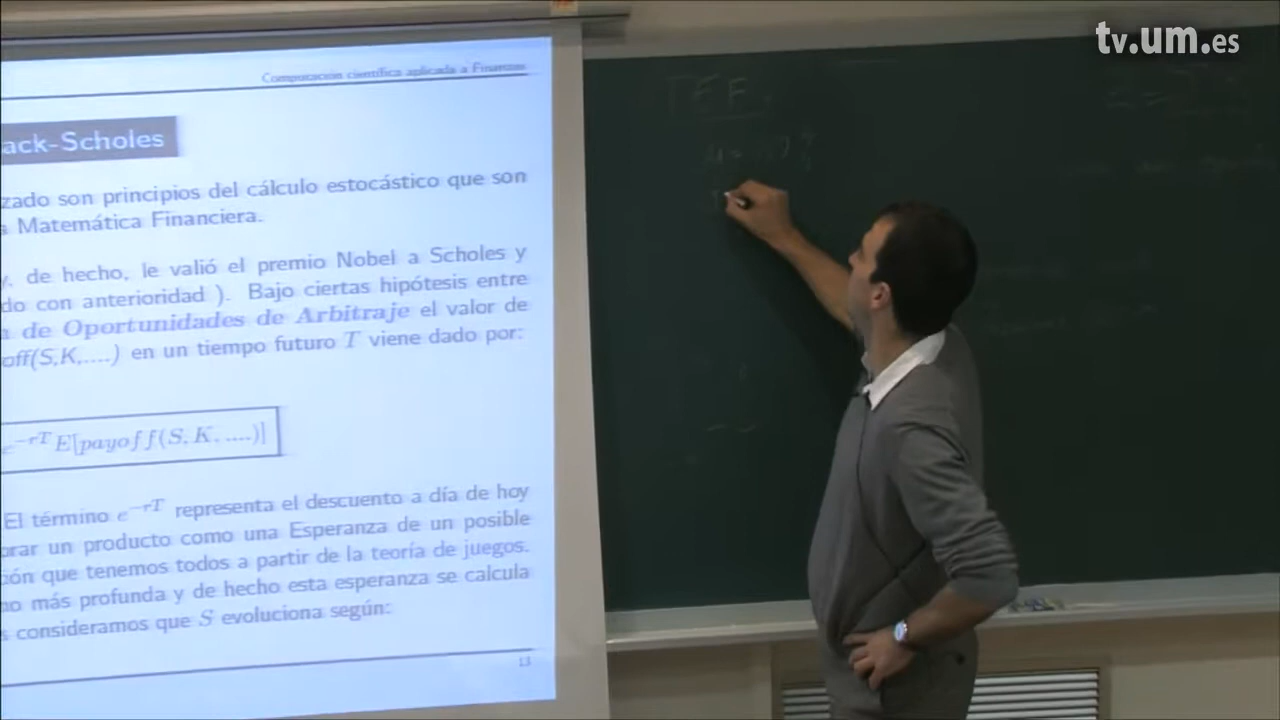 tv.um.es
Computación científica aplicada a Finanzas
ack-Scholes
zado son principios del cálculo estocástico que son
a Matemática Financiera.
y, de hecho, le valió el premio Nobel a Scholes y
do con anterioridad ). Bajo ciertas hipótesis entre
a de Oportunidades de Arbitraje el valor de
off(S,K,....) en un tiempo futuro T viene dado por:
e^{-rT}E[payoff(S, K, ....)]
El término e^{-rT} representa el descuento a día de hoy
orar un producto como una Esperanza de un posible
ión que tenemos todos a partir de la teoría de juegos.
ho más profunda y de hecho esta esperanza se calcula
s consideramos que S evoluciona según:
13